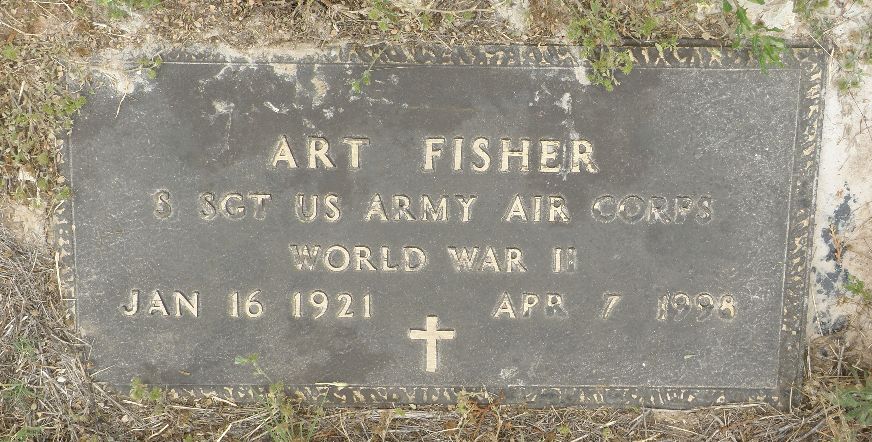 ART FISHER
S SGT US ARMY AIR CORPS
WORLD WAR II
JAN 16 1921 APR 7 1998